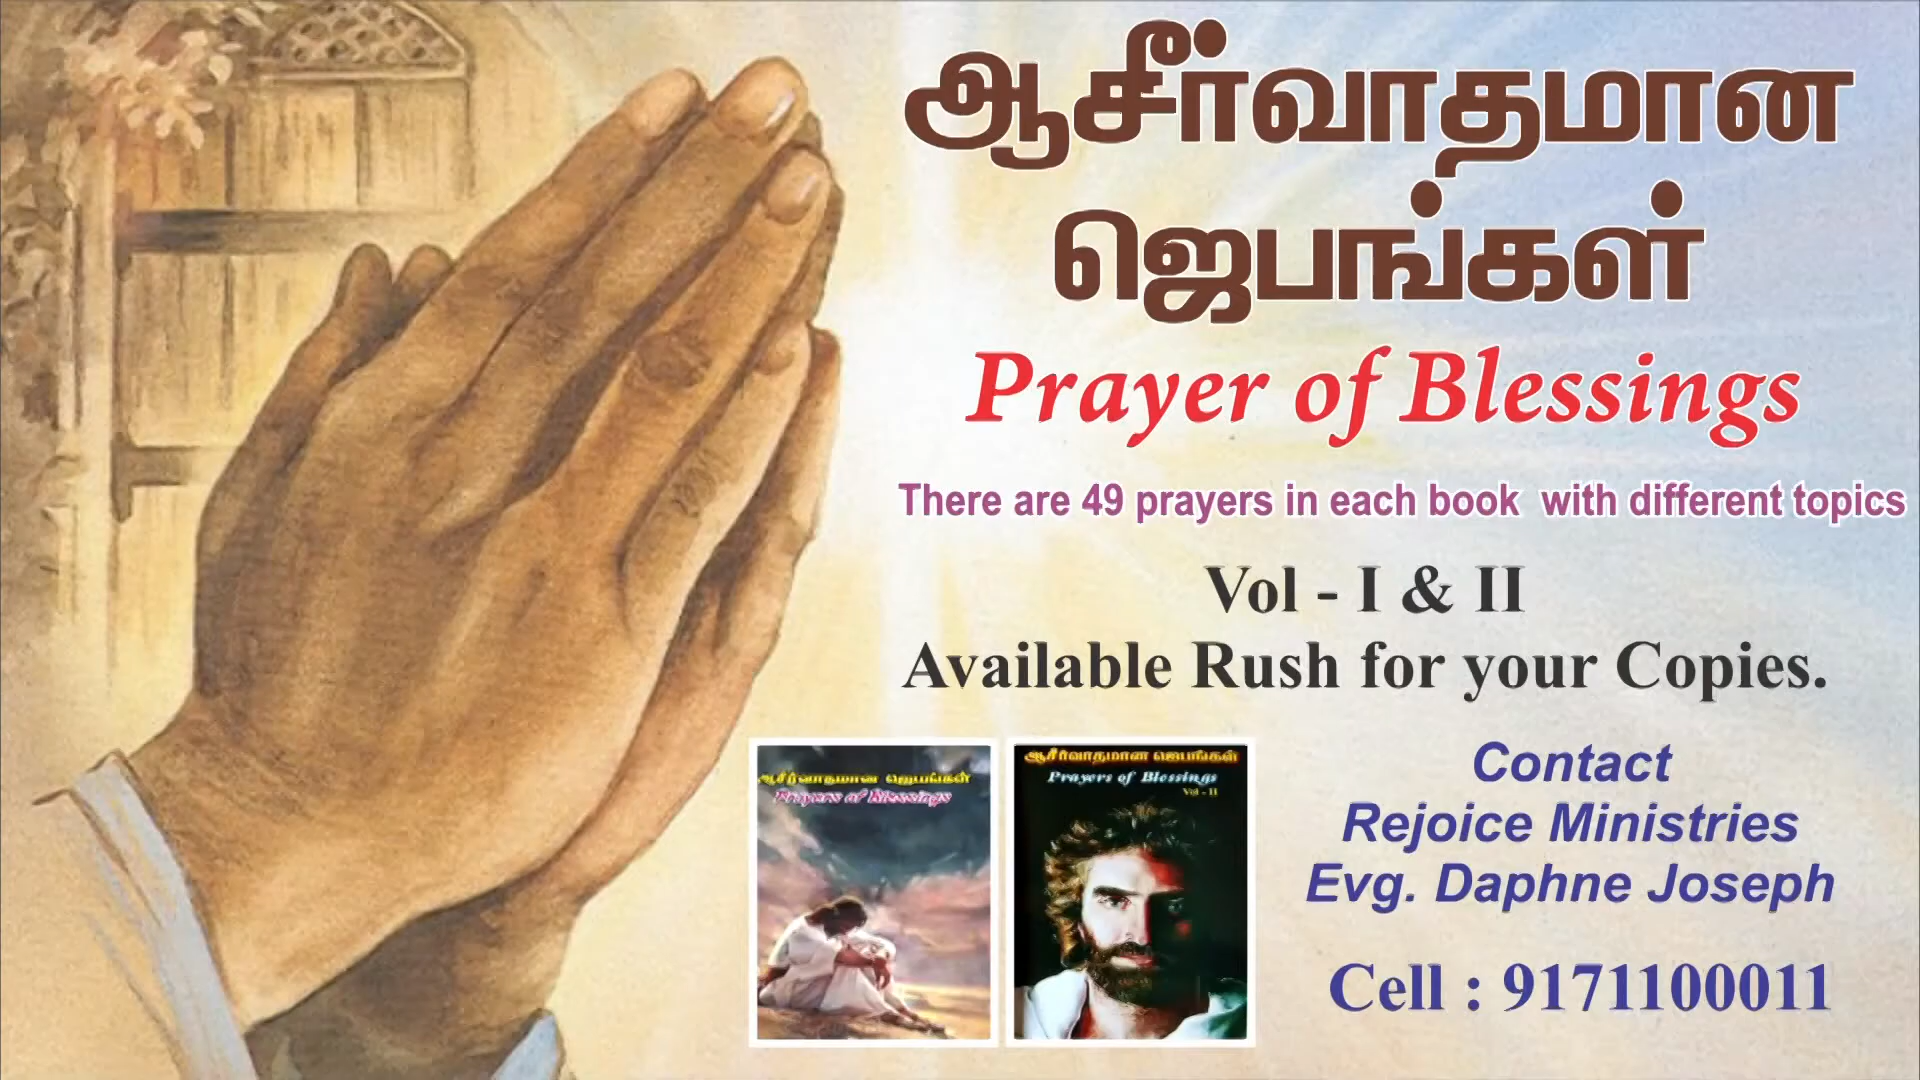 ஆசீர்வாதமான
ஜெபங்கள்
Prayer of Blessings
There are 49 prayers in each book with different topics
Vol - I & II
Available Rush for your Copies.
ஆசீர்வாதமான ஜெபங்கள்
Prayers of Blessings
ஆசீர்வாதமான ஜெபங்கள்
Prayers of Blessings
Vol - II
Contact
Rejoice Ministries
Evg. Daphne Joseph
Cell : 9171100011